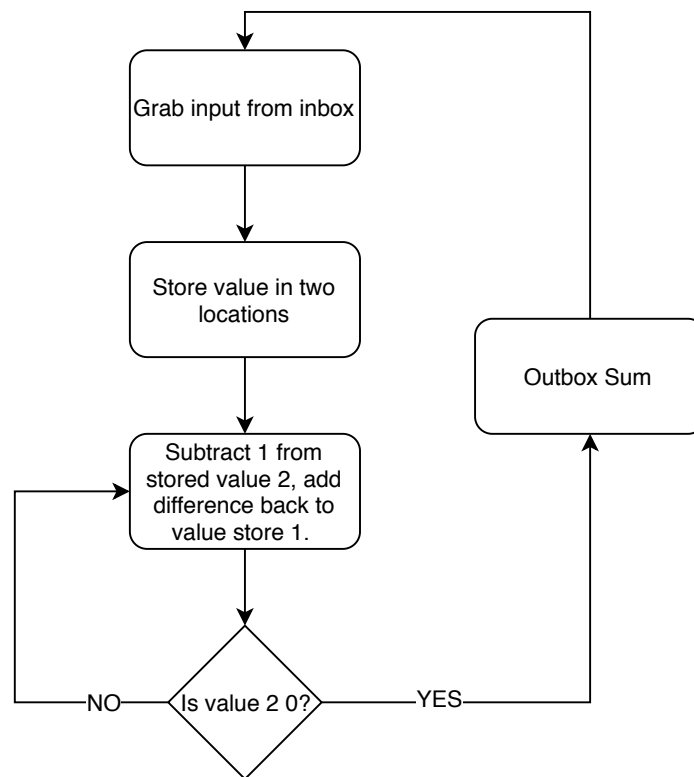 Grab input from inbox
Store value in two
locations
Outbox Sum
Subtract 1 from
stored value 2, add
difference back to
value store 1.
NO
Is value 2 0?
YES